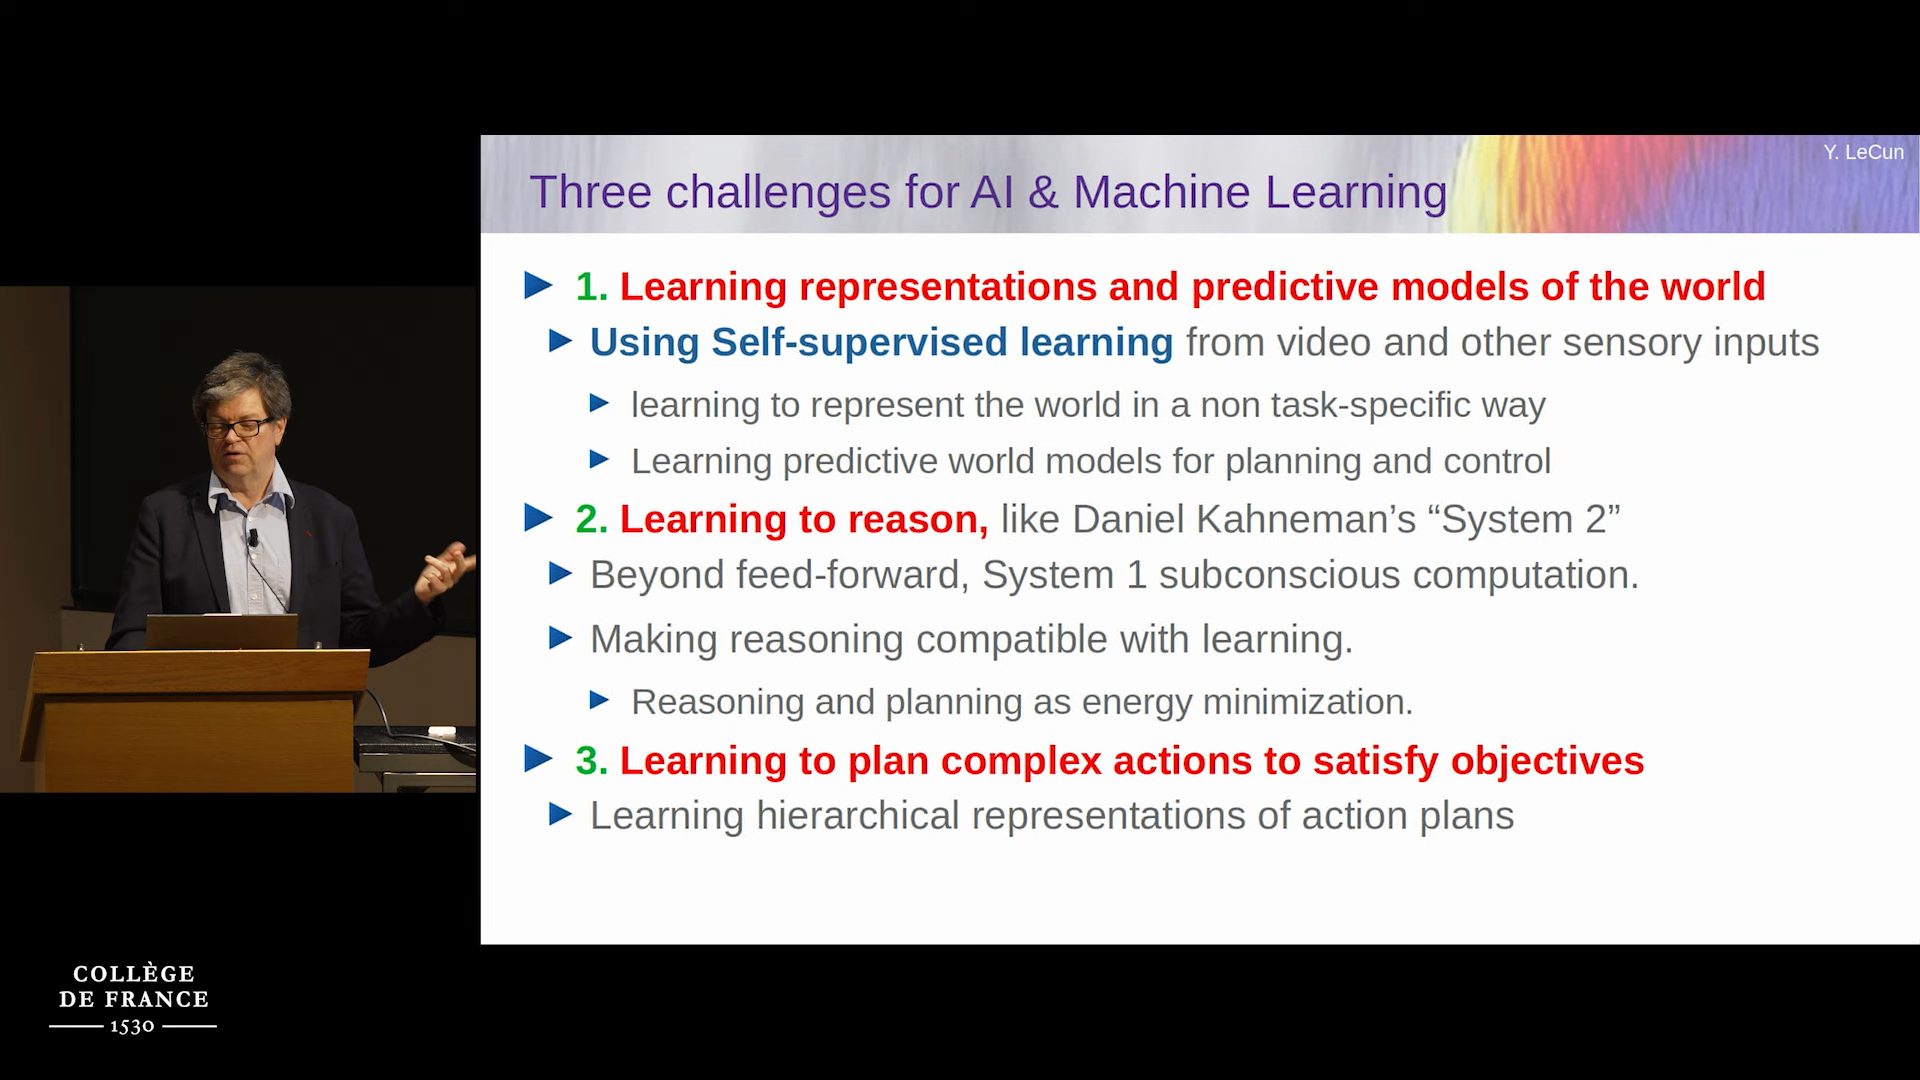 Y. LeCun
Three challenges for AI & Machine Learning
1. Learning representations and predictive models of the world
Using Self-supervised learning from video and other sensory inputs
learning to represent the world in a non task-specific way
Learning predictive world models for planning and control
2. Learning to reason, like Daniel Kahneman’s “System 2”
Beyond feed-forward, System 1 subconscious computation.
Making reasoning compatible with learning.
Reasoning and planning as energy minimization.
3. Learning to plan complex actions to satisfy objectives
Learning hierarchical representations of action plans
COLLÈGE
DE FRANCE
1530